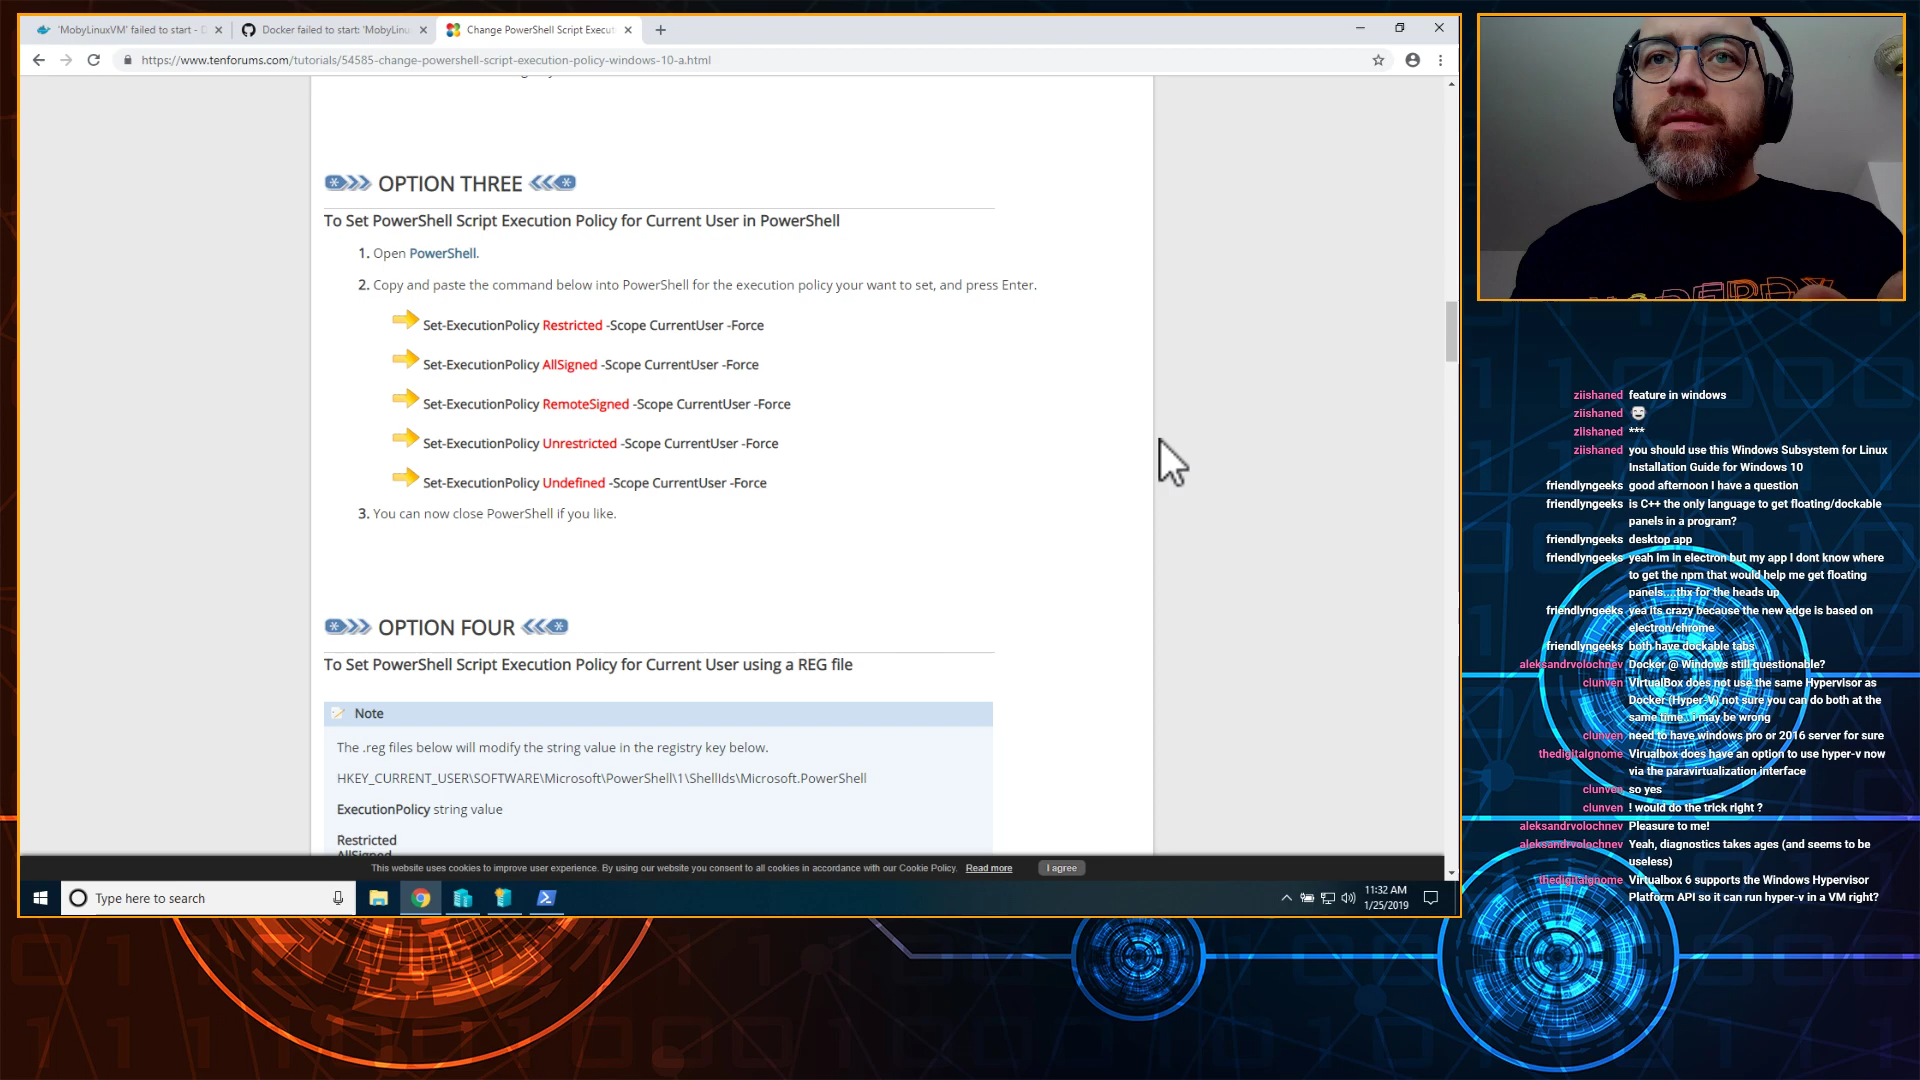 'MobyLinuxVM' failed to start - D
Docker failed to start: 'MobyLinu
Change PowerShell Script Execut
https://www.tenforums.com/tutorials/54585-change-powershell-script-execution-policy-windows-10-a.html
OPTION THREE
To Set PowerShell Script Execution Policy for Current User in PowerShell
1. Open PowerShell.
2. Copy and paste the command below into PowerShell for the execution policy your want to set, and press Enter.
Set-ExecutionPolicy Restricted -Scope CurrentUser -Force
Set-ExecutionPolicy AllSigned -Scope CurrentUser -Force
Set-ExecutionPolicy RemoteSigned -Scope CurrentUser -Force
Set-ExecutionPolicy Unrestricted -Scope CurrentUser -Force
Set-ExecutionPolicy Undefined -Scope CurrentUser -Force
3. You can now close PowerShell if you like.
OPTION FOUR
To Set PowerShell Script Execution Policy for Current User using a REG file
Note
The .reg files below will modify the string value in the registry key below.
HKEY_CURRENT_USER\SOFTWARE\Microsoft\PowerShell\1\ShellIds\Microsoft.PowerShell
ExecutionPolicy string value
Restricted
AllSigned
This website uses cookies to improve user experience. By using our website you consent to all cookies in accordance with our Cookie Policy. Read more I agree
Type here to search
11:32 AM
1/25/2019
ziishaned feature in windows
ziishaned
ziishaned ***
ziishaned you should use this Windows Subsystem for Linux
Installation Guide for Windows 10
friendlyngeeks good afternoon I have a question
friendlyngeeks is C++ the only language to get floating/dockable
panels in a program?
friendlyngeeks desktop app
friendlyngeeks yeah Im in electron but my app I dont know where
to get the npm that would help me get floating
panels....thx for the heads up
friendlyngeeks yea its crazy because the new edge is based on
electron/chrome
friendlyngeeks both have dockable tabs
aleksandrvolochnev Docker @ Windows still questionable?
clunven VirtualBox does not use the same Hypervisor as
Docker (Hyper-V) not sure you can do both at the
same time.. i may be wrong
clunven need to have windows pro or 2016 server for sure
thedigitalgnome Virualbox does have an option to use hyper-v now
via the paravirtualization interface
clunven so yes
clunven ! would do the trick right ?
aleksandrvolochnev Pleasure to me!
aleksandrvolochnev Yeah, diagnostics takes ages (and seems to be
useless)
thedigitalgnome Virtualbox 6 supports the Windows Hypervisor
Platform API so it can run hyper-v in a VM right?